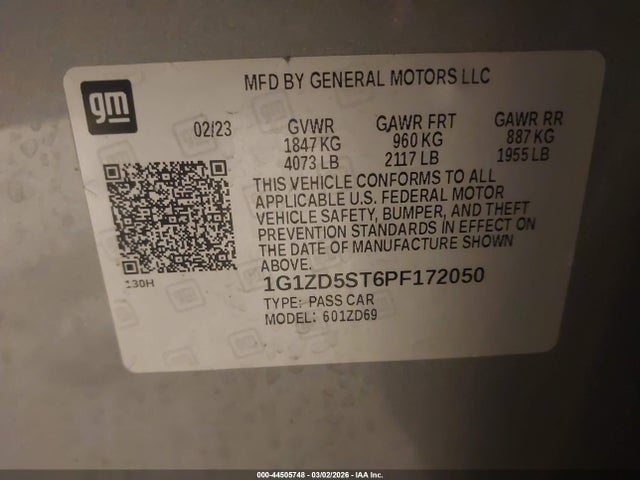 gm
MFD BY GENERAL MOTORS LLC
02/23
GVWR
1847 KG
4073 LB
GAWR FRT
960 KG
2117 LB
GAWR RR
887 KG
1955 LB
THIS VEHICLE CONFORMS TO ALL
APPLICABLE U.S. FEDERAL MOTOR
VEHICLE SAFETY, BUMPER, AND THEFT
PREVENTION STANDARDS IN EFFECT ON
THE DATE OF MANUFACTURE SHOWN
ABOVE.
130H
1G1ZD5ST6PF172050
TYPE: PASS CAR
MODEL: 601ZD69
000-44505748 - 03/02/2026 - IAA Inc.